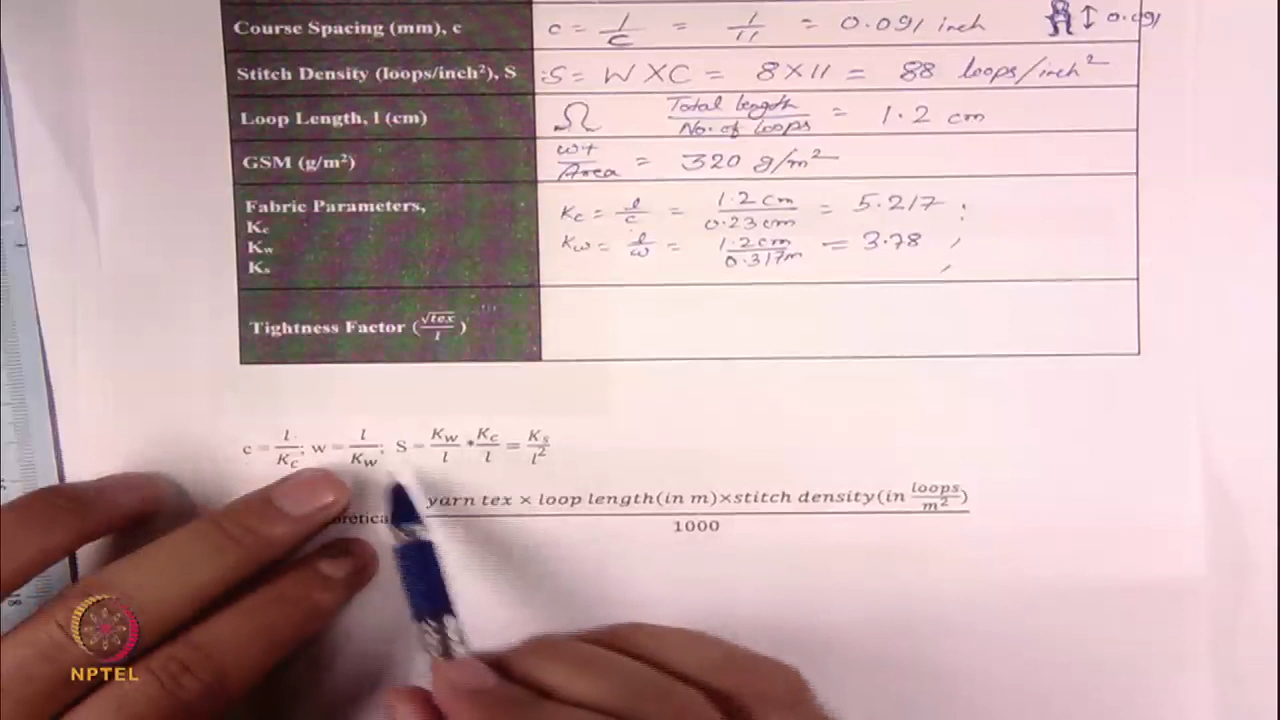 Course Spacing (mm), c c = 1/C = 1/11 = 0.091 inch 0.091
Stitch Density (loops/inch²), S S = W X C = 8 X 11 = 88 loops/inch²
Loop Length, l (cm) Total length/No. of loops = 1.2 cm
GSM (g/m²) wt/Area = 320 g/m²
Fabric Parameters,
Kc Kc = l/c = 1.2 cm/0.23 cm = 5.217 ;
Kw Kw = l/w = 1.2 cm/0.317m = 3.78 ,
Ks
Tightness Factor (√tex/l)
c = l/Kc; w = l/Kw; S = Kw/l * Kc/l = Ks/l²
yarn tex × loop length(in m)×stitch density(in loops/m²)
1000
NPTEL